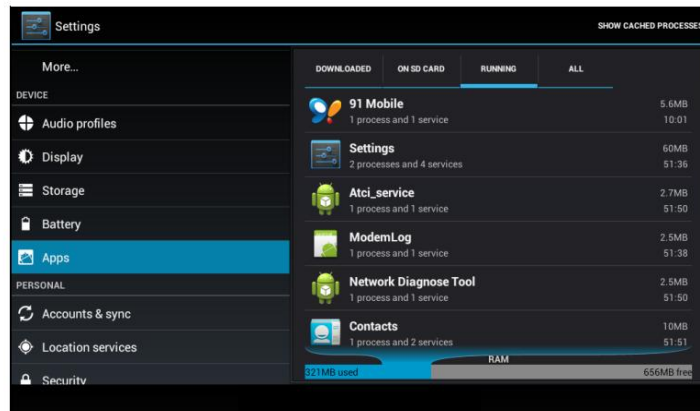 Settings
SHOW CACHED PROCESSES
More...
DEVICE
Audio profiles
Display
Storage
Battery
Apps
PERSONAL
Accounts & sync
Location services
Security
DOWNLOADED
ON SD CARD
RUNNING
ALL
91 Mobile
5.6MB
1 process and 1 service
10:01
Settings
60MB
2 processes and 4 services
51:36
Atci_service
2.7MB
1 process and 1 service
51:50
ModemLog
2.5MB
1 process and 1 service
51:38
Network Diagnose Tool
2.5MB
1 process and 1 service
51:50
Contacts
10MB
1 process and 2 services
51:51
RAM
321MB used
656MB free